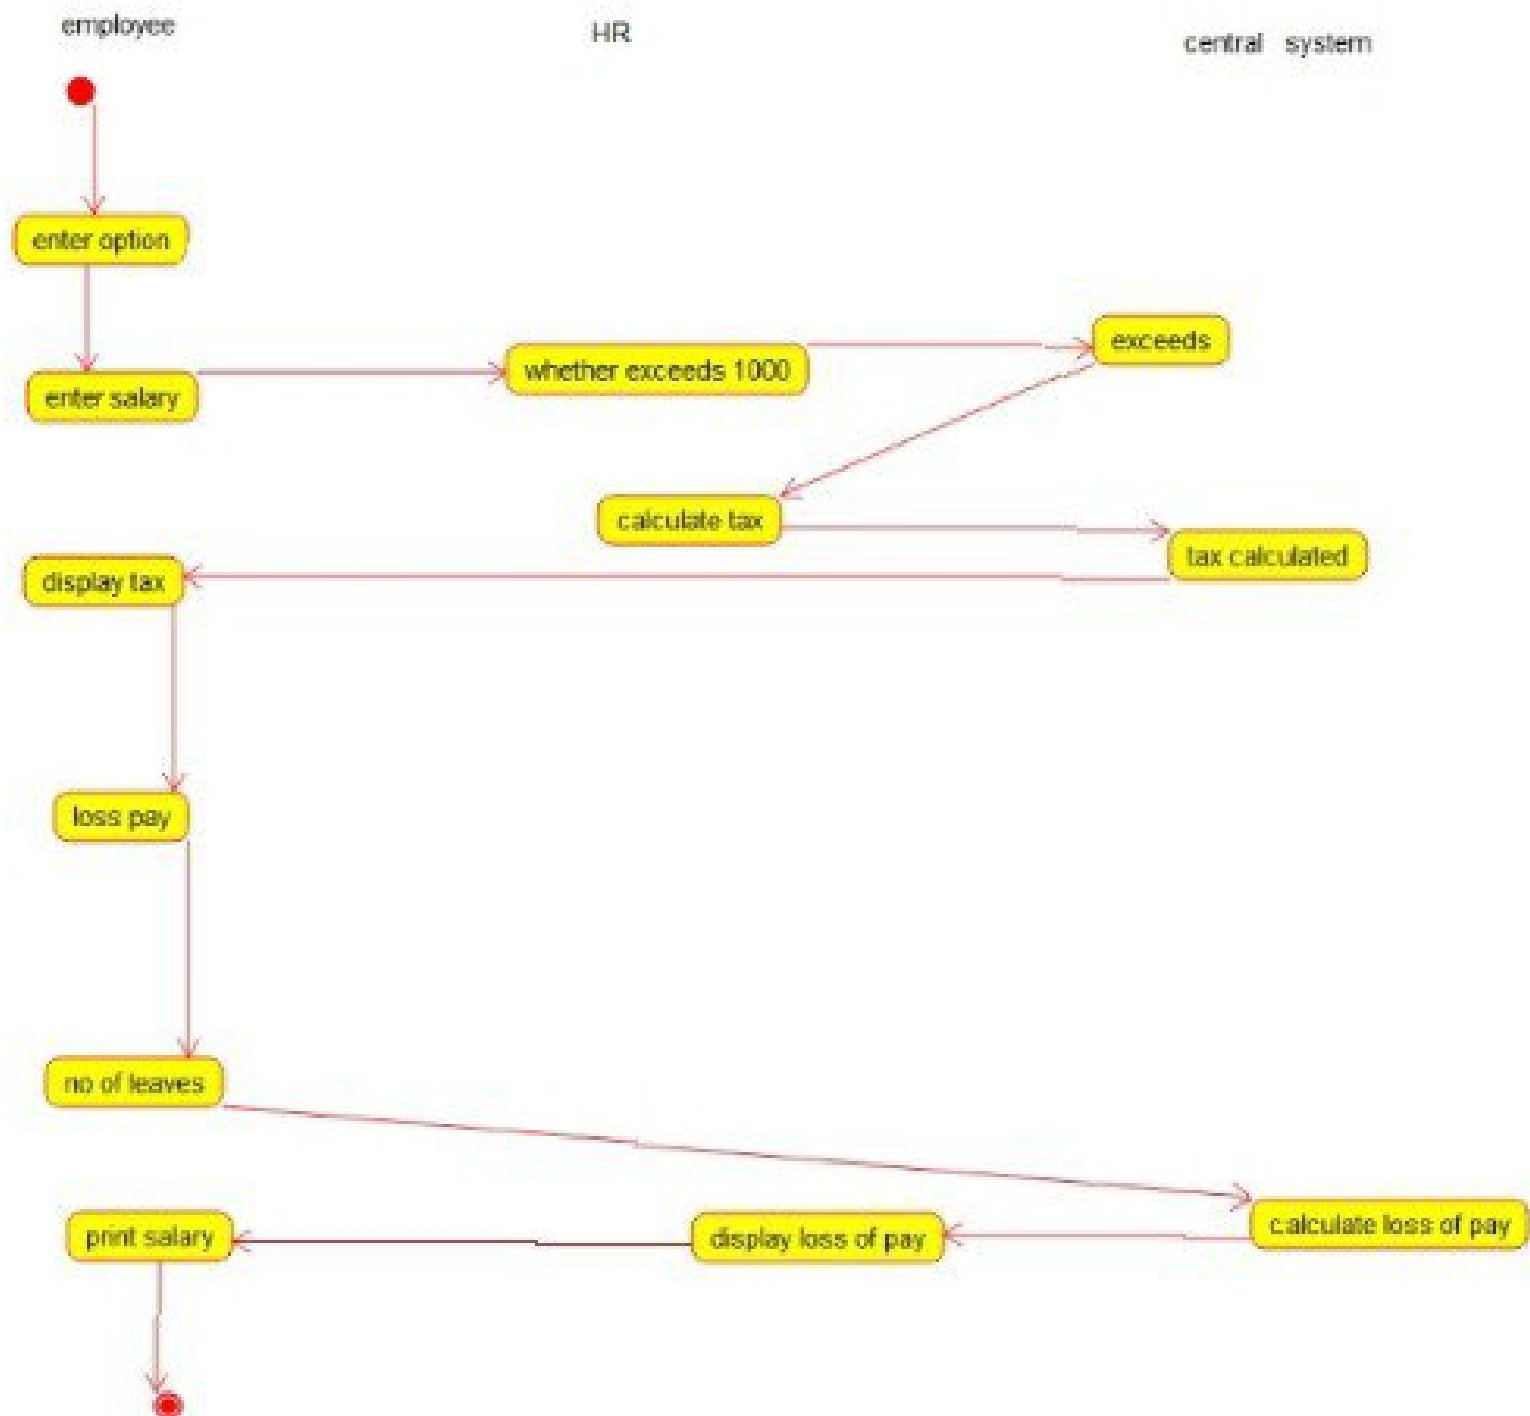 employee
HR
central system
enter option
exceeds
whether exceeds 1000
enter salary
calculate tax
tax calculated
display tax
loss pay
no of leaves
calculate loss of pay
display loss of pay
print salary